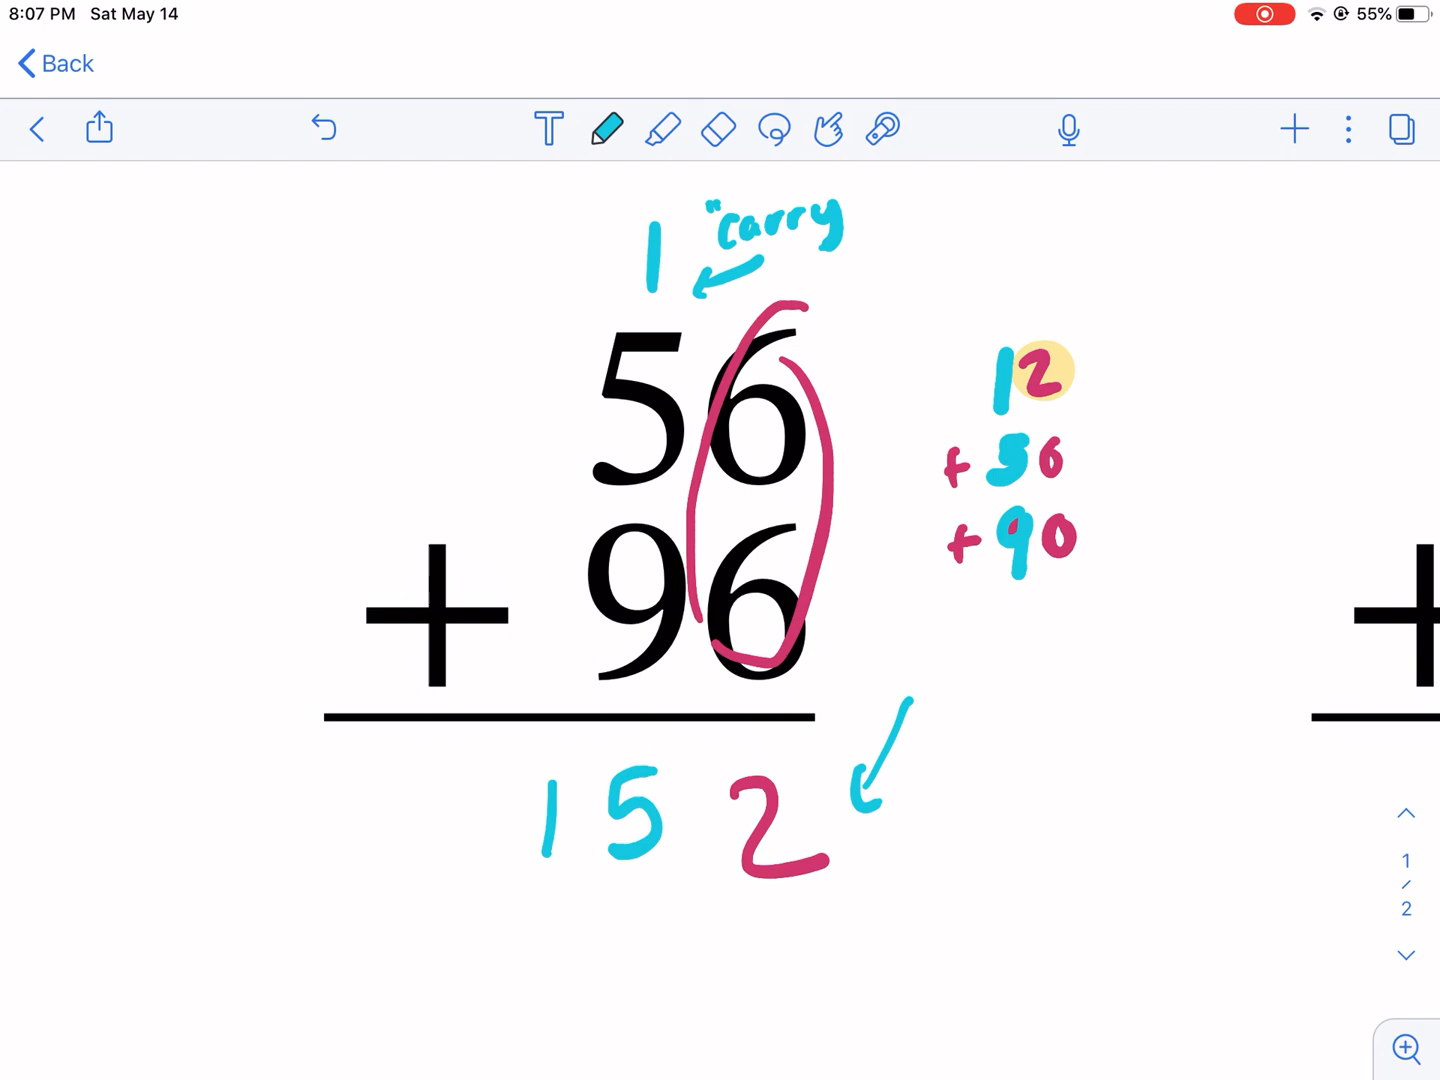 8:07 PM Sat May 14 55%
Back
T
1 "carry
56
+ 96
152
12
+ 56
+ 90
+
1
/
2